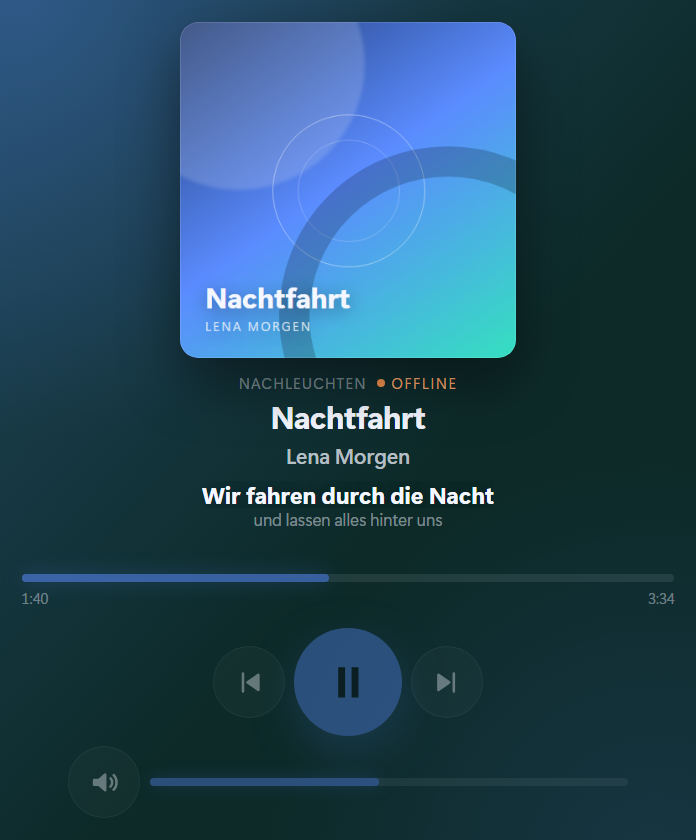 Nachtfahrt
LENA MORGEN
NACHLEUCHTEN OFFLINE
Nachtfahrt
Lena Morgen
Wir fahren durch die Nacht
und lassen alles hinter uns
1:40 3:34